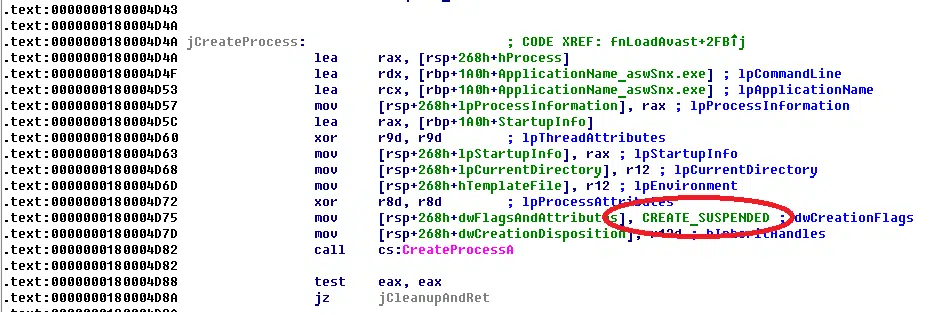 .text:0000000180004D43
.text:0000000180004D4A
.text:0000000180004D4A jCreateProcess: ; CODE XREF: fnLoadAvast+2FB↑j
.text:0000000180004D4A lea rax, [rsp+268h+hProcess]
.text:0000000180004D4F lea rdx, [rbp+1A0h+ApplicationName_aswSnx.exe] ; lpCommandLine
.text:0000000180004D53 lea rcx, [rbp+1A0h+ApplicationName_aswSnx.exe] ; lpApplicationName
.text:0000000180004D57 mov [rsp+268h+lpProcessInformation], rax ; lpProcessInformation
.text:0000000180004D5C lea rax, [rbp+1A0h+StartupInfo]
.text:0000000180004D60 xor r9d, r9d ; lpThreadAttributes
.text:0000000180004D63 mov [rsp+268h+lpStartupInfo], rax ; lpStartupInfo
.text:0000000180004D68 mov [rsp+268h+lpCurrentDirectory], r12 ; lpCurrentDirectory
.text:0000000180004D6D mov [rsp+268h+hTemplateFile], r12 ; lpEnvironment
.text:0000000180004D72 xor r8d, r8d ; lpProcessAttributes
.text:0000000180004D75 mov [rsp+268h+dwFlagsAndAttributes], CREATE_SUSPENDED ; dwCreationFlags
.text:0000000180004D7D mov [rsp+268h+dwCreationDisposition], r12d ; bInheritHandles
.text:0000000180004D82 call cs:CreateProcessA
.text:0000000180004D82
.text:0000000180004D88 test eax, eax
.text:0000000180004D8A jz jCleanupAndRet